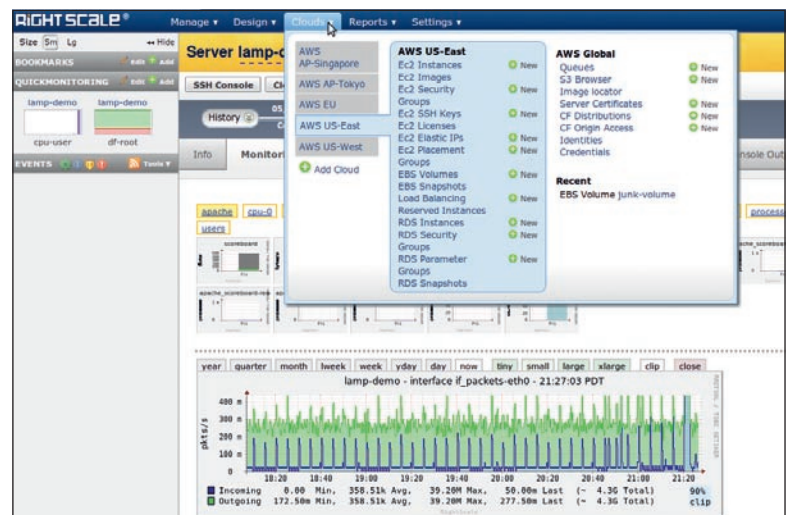 RIGHTSCALE®
Manage ▾ Design ▾ Clouds ▾ Reports ▾ Settings ▾
Size Sm Lg Hide
BOOKMARKS Edit Add
QUICKMONITORING Edit Add
lamp-demo lamp-demo
cpu-user df-root
EVENTS Tools ▾
Server lamp-
SSH Console
History
Info Monitor
nsole Out
AWS AP-Singapore
AWS AP-Tokyo
AWS EU
AWS US-East
AWS US-West
Add Cloud
AWS US-East
Ec2 Instances New
Ec2 Images
Ec2 Security Groups New
Ec2 SSH Keys New
Ec2 Licenses
Ec2 Elastic IPs New
Ec2 Placement Groups New
EBS Volumes New
EBS Snapshots
Load Balancing New
Reserved Instances
RDS Instances New
RDS Security Groups New
RDS Parameter Groups New
RDS Snapshots
AWS Global
Queues New
S3 Browser New
Image locator
Server Certificates New
CF Distributions New
CF Origin Access Identities New
Credentials
Recent
EBS Volume junk-volume
apache cpu-0
process
users
scoreboard
year quarter month lweek week yday day now tiny small large xlarge clip close
lamp-demo - interface if_packets-eth0 - 21:27:03 PDT
pkts/s
400 m
300 m
200 m
100 m
0
18:20 18:40 19:00 19:20 19:40 20:00 20:20 20:40 21:00 21:20
Incoming 0.00 Min, 358.51k Avg, 39.20M Max, 50.00m Last (~ 4.3G Total) 90%
Outgoing 172.50m Min, 358.51k Avg, 39.20M Max, 277.50m Last (~ 4.3G Total) clip
RightScale